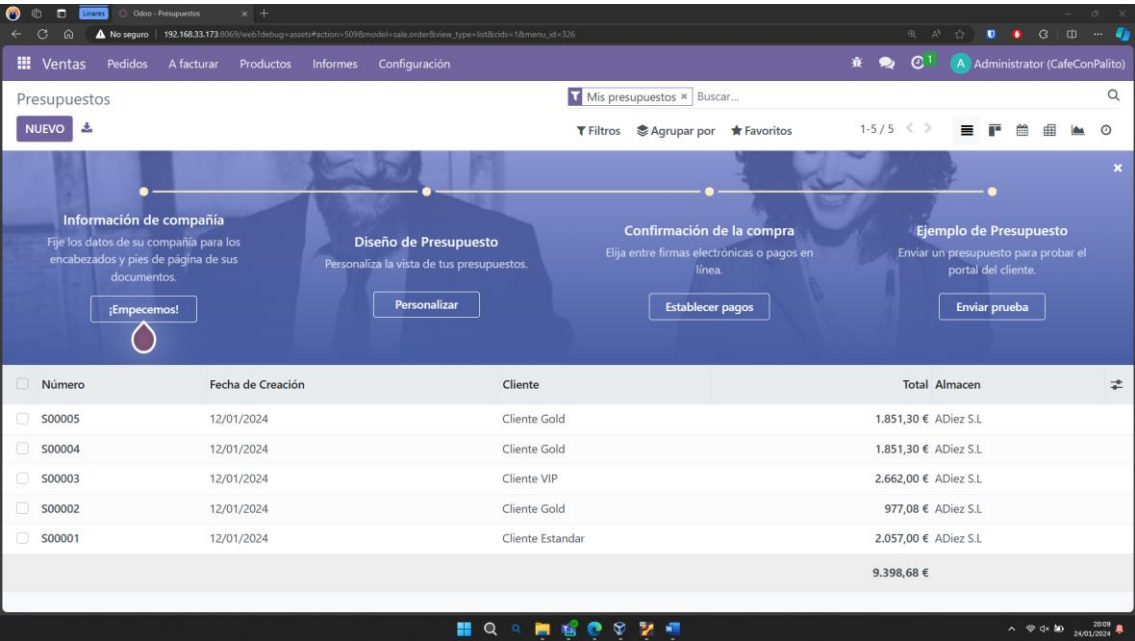 Linares
Odoo - Presupuestos
No seguro
192.168.33.173:8069/web?debug=assets#action=509&model=sale.order&view_type=list&cids=1&menu_id=326
Ventas Pedidos A facturar Productos Informes Configuración
1
A Administrator (CafeConPalito)
Presupuestos
Mis presupuestos × Buscar...
NUEVO
Filtros Agrupar por Favoritos 1-5 / 5
Información de compañía
Fije los datos de su compañía para los
encabezados y pies de página de sus
documentos.
¡Empecemos!
Diseño de Presupuesto
Personaliza la vista de tus presupuestos.
Personalizar
Confirmación de la compra
Elija entre firmas electrónicas o pagos en
línea.
Establecer pagos
Ejemplo de Presupuesto
Enviar un presupuesto para probar el
portal del cliente.
Enviar prueba
Número Fecha de Creación Cliente Total Almacen
S00005 12/01/2024 Cliente Gold 1.851,30 € ADiez S.L
S00004 12/01/2024 Cliente Gold 1.851,30 € ADiez S.L
S00003 12/01/2024 Cliente VIP 2.662,00 € ADiez S.L
S00002 12/01/2024 Cliente Gold 977,08 € ADiez S.L
S00001 12/01/2024 Cliente Estandar 2.057,00 € ADiez S.L
9.398,68 €
20:09
24/01/2024